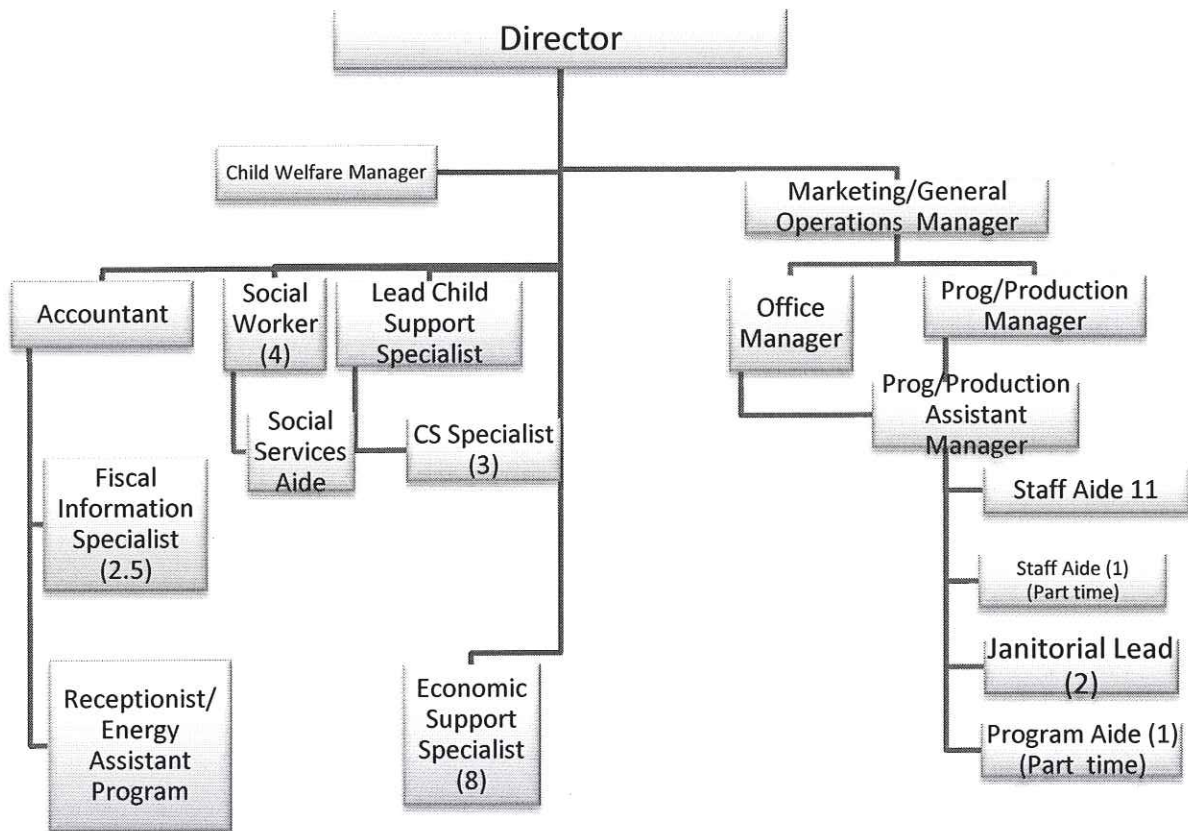 Director
Child Welfare Manager
Marketing/General
Operations Manager
Accountant
Social
Worker
(4)
Lead Child
Support
Specialist
Office
Manager
Prog/Production
Manager
Social
Services
Aide
CS Specialist
(3)
Prog/Production
Assistant
Manager
Fiscal
Information
Specialist
(2.5)
Staff Aide 11
Staff Aide (1)
(Part time)
Receptionist/
Energy
Assistant
Program
Economic
Support
Specialist
(8)
Janitorial Lead
(2)
Program Aide (1)
(Part time)